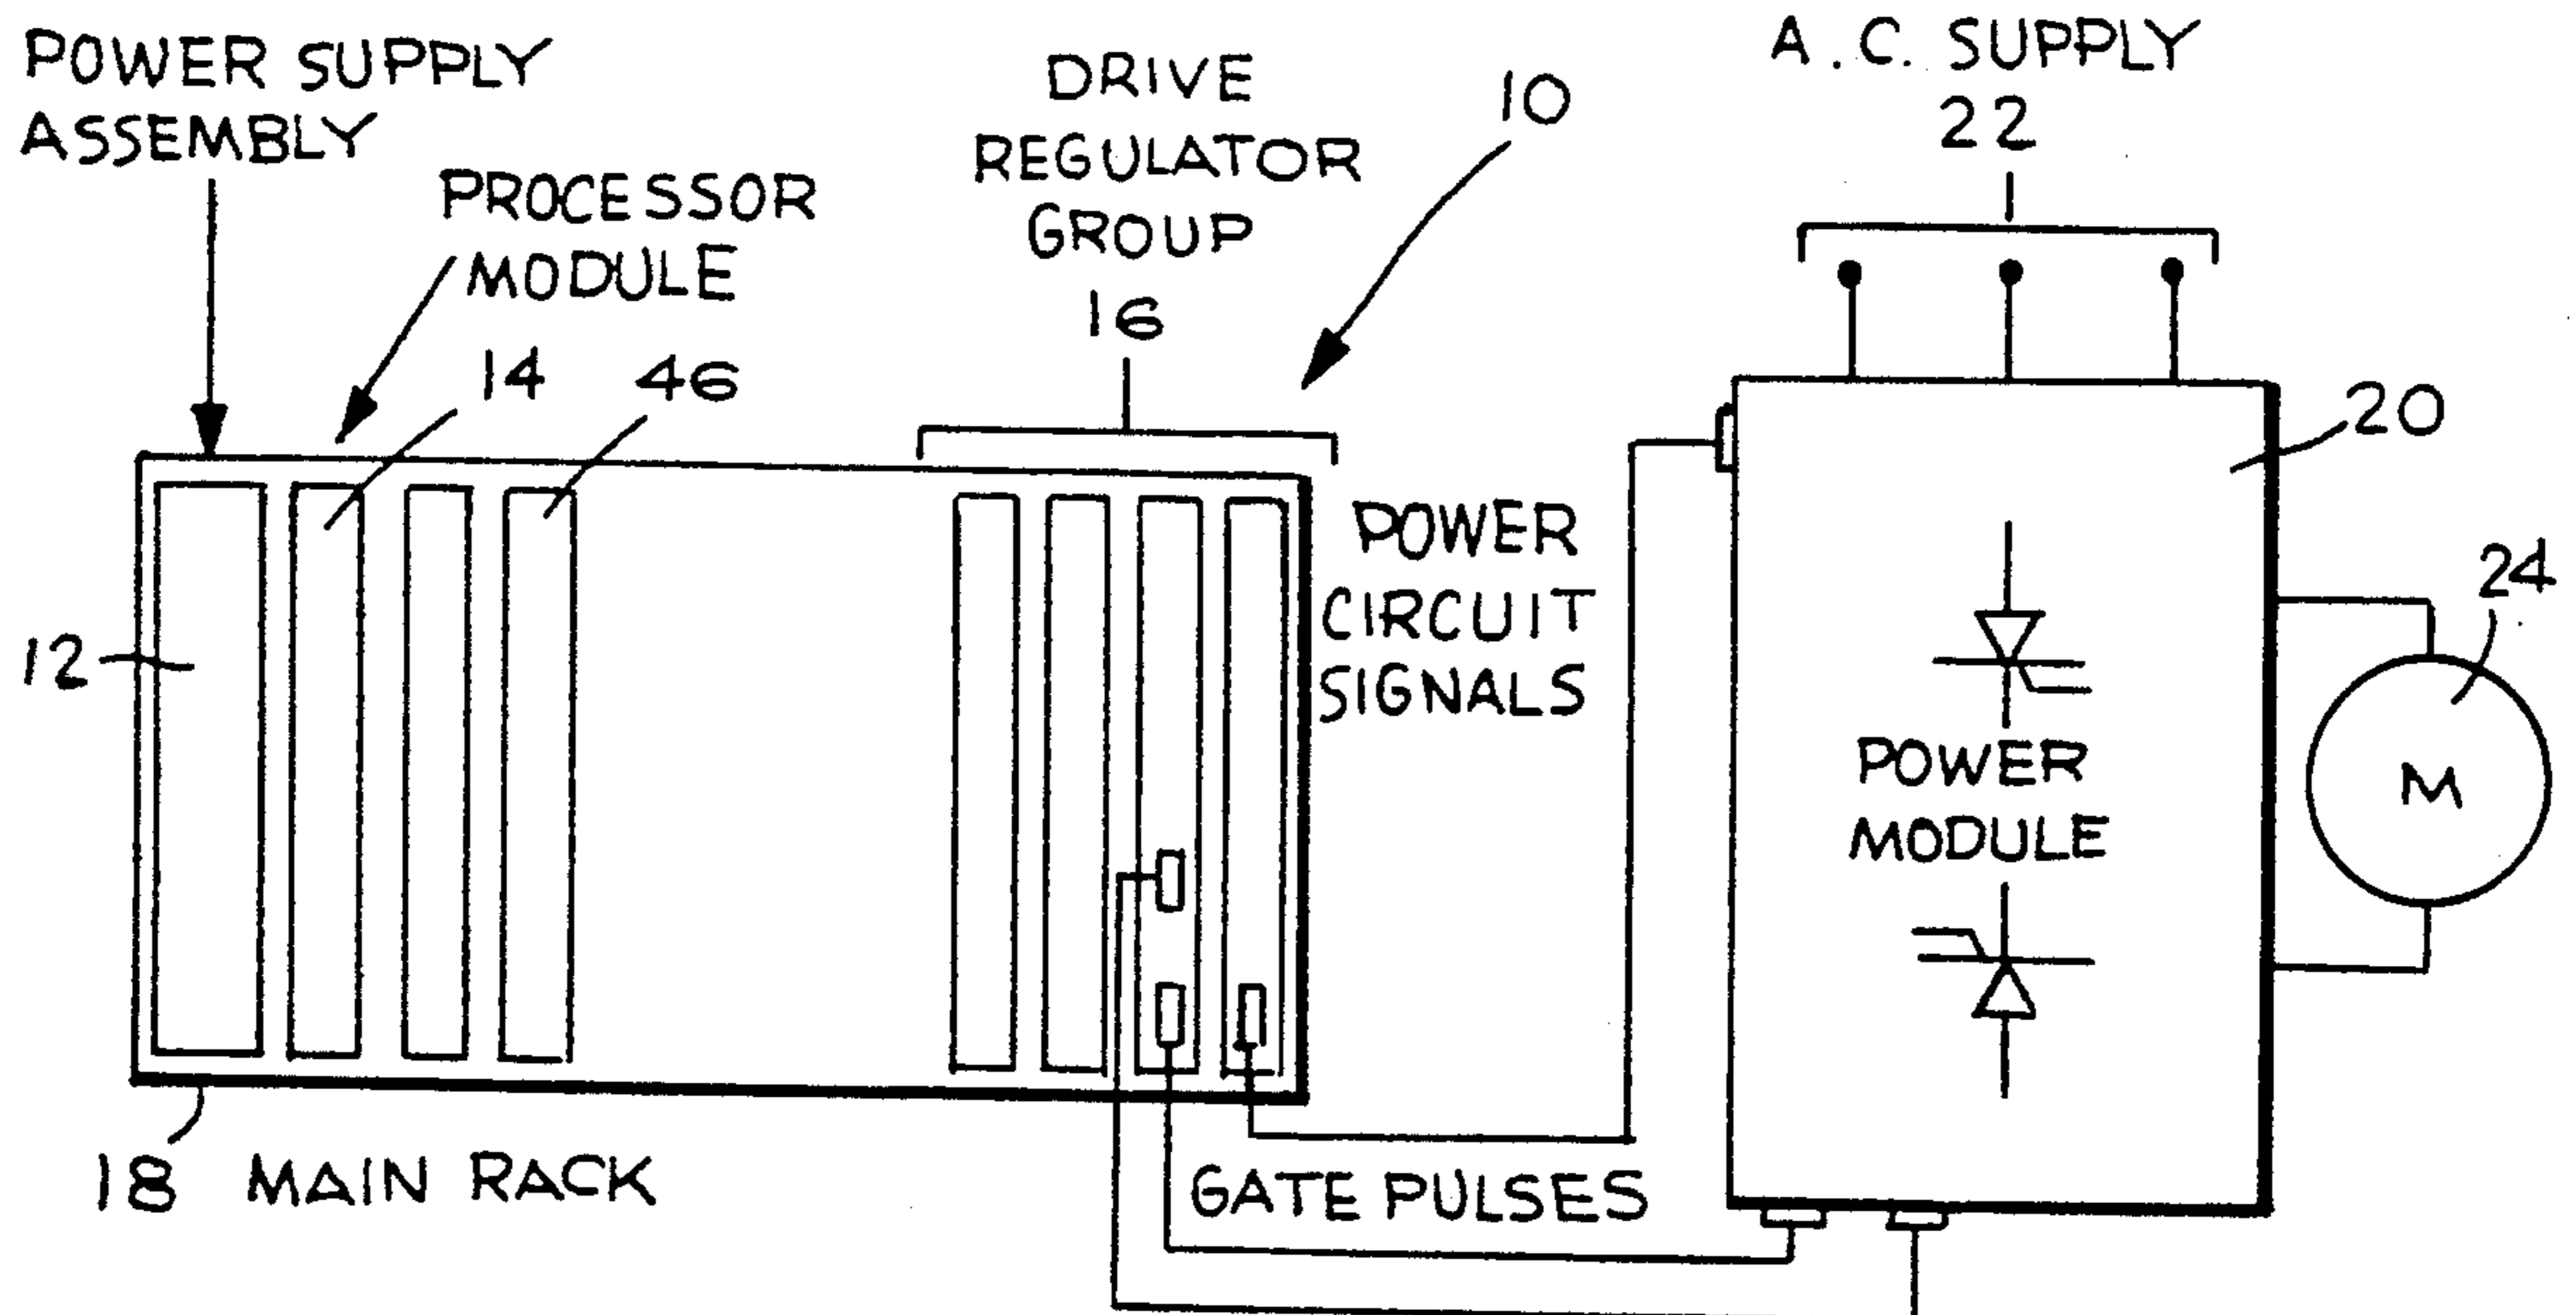 POWER SUPPLY
ASSEMBLY
PROCESSOR
MODULE
14
46
DRIVE
REGULATOR
GROUP
16
10
A.C. SUPPLY
22
20
12
POWER
CIRCUIT
SIGNALS
POWER
MODULE
24
M
18 MAIN RACK
GATE PULSES